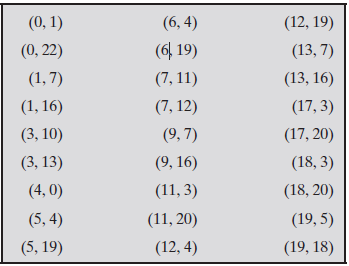 (0, 1) (6, 4) (12, 19)
(0, 22) (6, 19) (13, 7)
(1, 7) (7, 11) (13, 16)
(1, 16) (7, 12) (17, 3)
(3, 10) (9, 7) (17, 20)
(3, 13) (9, 16) (18, 3)
(4, 0) (11, 3) (18, 20)
(5, 4) (11, 20) (19, 5)
(5, 19) (12, 4) (19, 18)